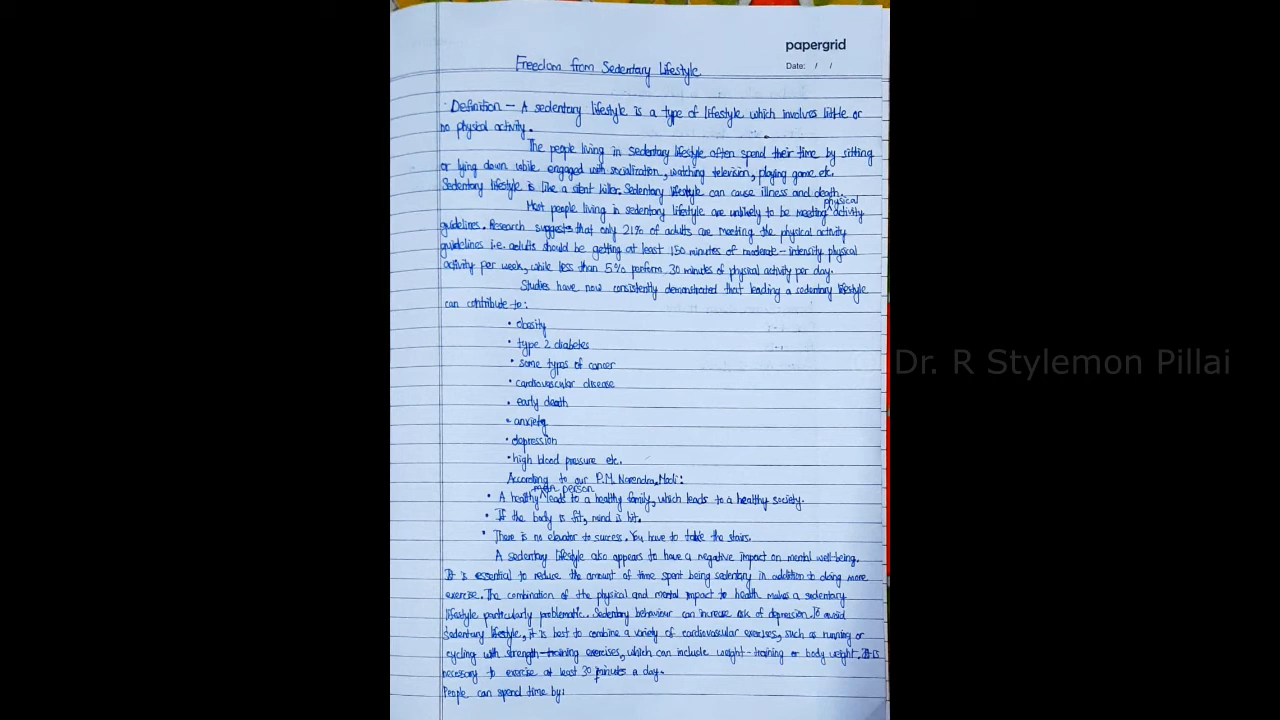 papergrid
Date: / /
Freedom from Sedentary Lifestyle
Definition – A sedentary lifestyle is a type of lifestyle which involves little or
no physical activity.
The people living in sedentary lifestyle often spend their time by sitting
or lying down while engaged with socialization, watching television, playing game etc.
Sedentary lifestyle is like a silent killer. Sedentary lifestyle can cause illness and death.
Most people living in sedentary lifestyle are unlikely to be meeting physical activity
guidelines. Research suggests that only 21% of adults are meeting the physical activity
guidelines i.e. adults should be getting at least 150 minutes of moderate-intensity physical
activity per week, while less than 5% perform 30 minutes of physical activity per day.
Studies have now consistently demonstrated that leading a sedentary lifestyle
can contribute to:
• obesity
• type 2 diabetes
• some types of cancer
• cardiovascular disease
• early death
• anxiety
• depression
• high blood pressure etc.
According to our P.M. Narendra Modi:
• A healthy person leads to a healthy family, which leads to a healthy society.
• If the body is fit, mind is hit.
• There is no elevator to success. You have to take the stairs.
A sedentary lifestyle also appears to have a negative impact on mental well-being.
It is essential to reduce the amount of time spent being sedentary in addition to doing more
exercise. The combination of the physical and mental impact to health makes a sedentary
lifestyle particularly problematic. Sedentary behaviour can increase risk of depression. To avoid
sedentary lifestyle, it is best to combine a variety of cardiovascular exercises, such as running or
cycling with strength-training exercises, which can include weight-training or body weight. It is
necessary to exercise at least 30 minutes a day.
People can spend time by:
Dr. R Stylemon Pillai